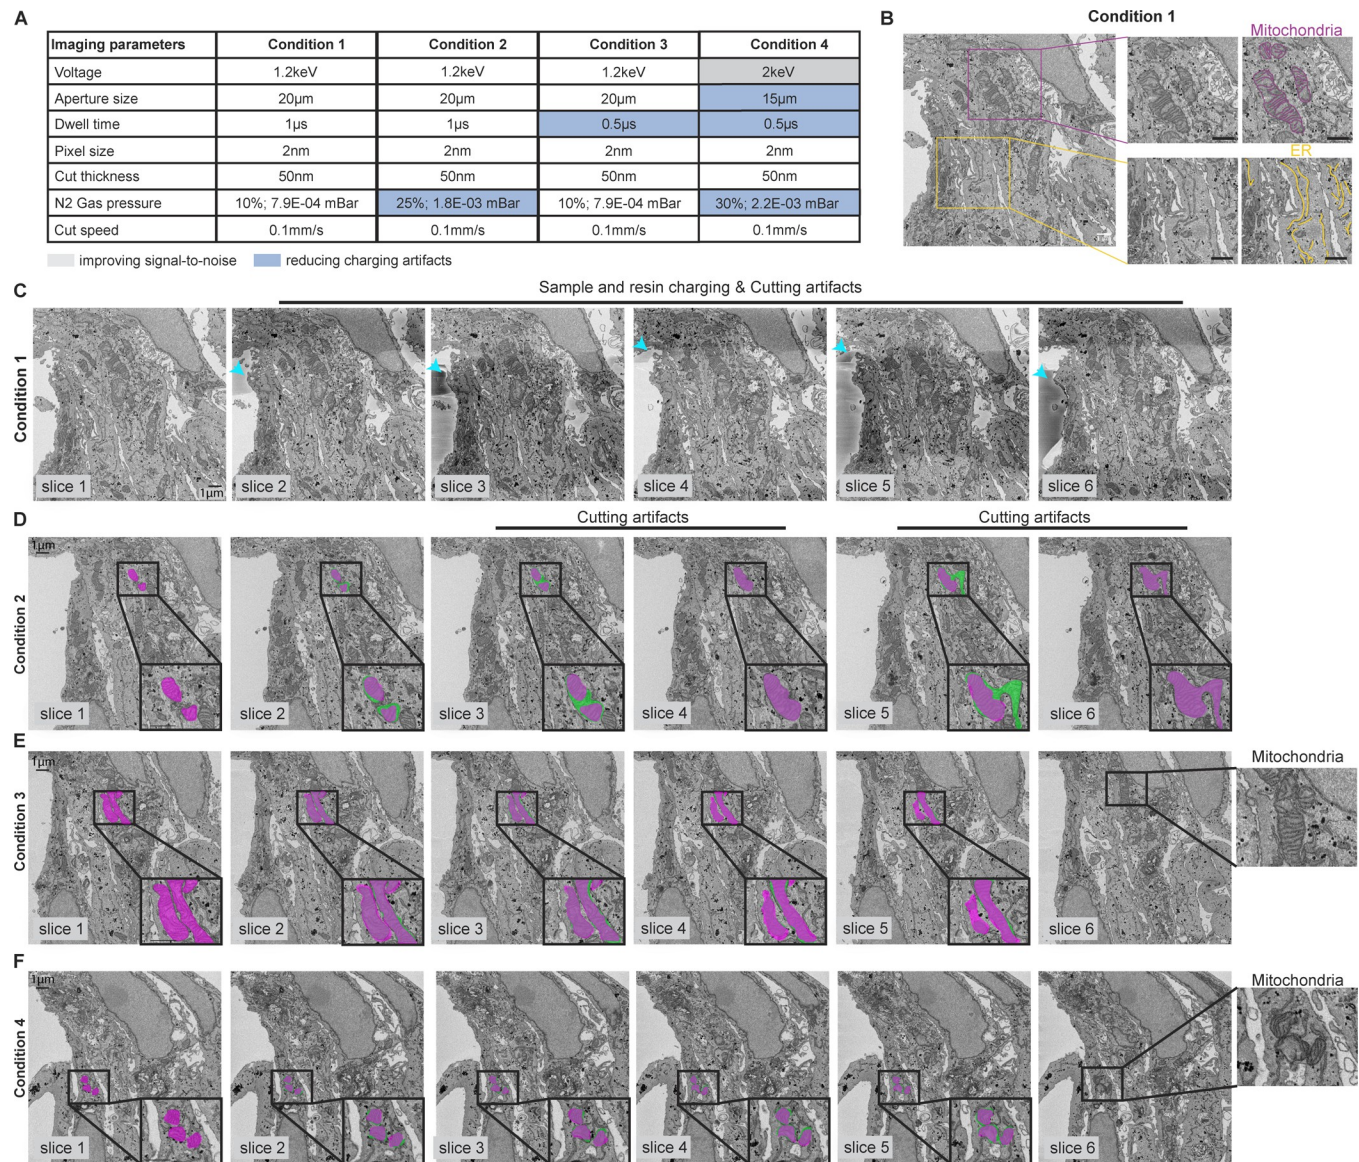 A
Imaging parameters Condition 1 Condition 2 Condition 3 Condition 4
Voltage 1.2keV 1.2keV 1.2keV 2keV
Aperture size 20µm 20µm 20µm 15µm
Dwell time 1µs 1µs 0.5µs 0.5µs
Pixel size 2nm 2nm 2nm 2nm
Cut thickness 50nm 50nm 50nm 50nm
N2 Gas pressure 10%; 7.9E-04 mBar 25%; 1.8E-03 mBar 10%; 7.9E-04 mBar 30%; 2.2E-03 mBar
Cut speed 0.1mm/s 0.1mm/s 0.1mm/s 0.1mm/s
improving signal-to-noise reducing charging artifacts
B
Condition 1
Mitochondria
ER
C
Sample and resin charging & Cutting artifacts
Condition 1
slice 1 slice 2 slice 3 slice 4 slice 5 slice 6
1µm
D
Cutting artifacts Cutting artifacts
1µm
Condition 2
slice 1 slice 2 slice 3 slice 4 slice 5 slice 6
E
1µm
Condition 3
Mitochondria
slice 1 slice 2 slice 3 slice 4 slice 5 slice 6
F
1µm
Condition 4
Mitochondria
slice 1 slice 2 slice 3 slice 4 slice 5 slice 6